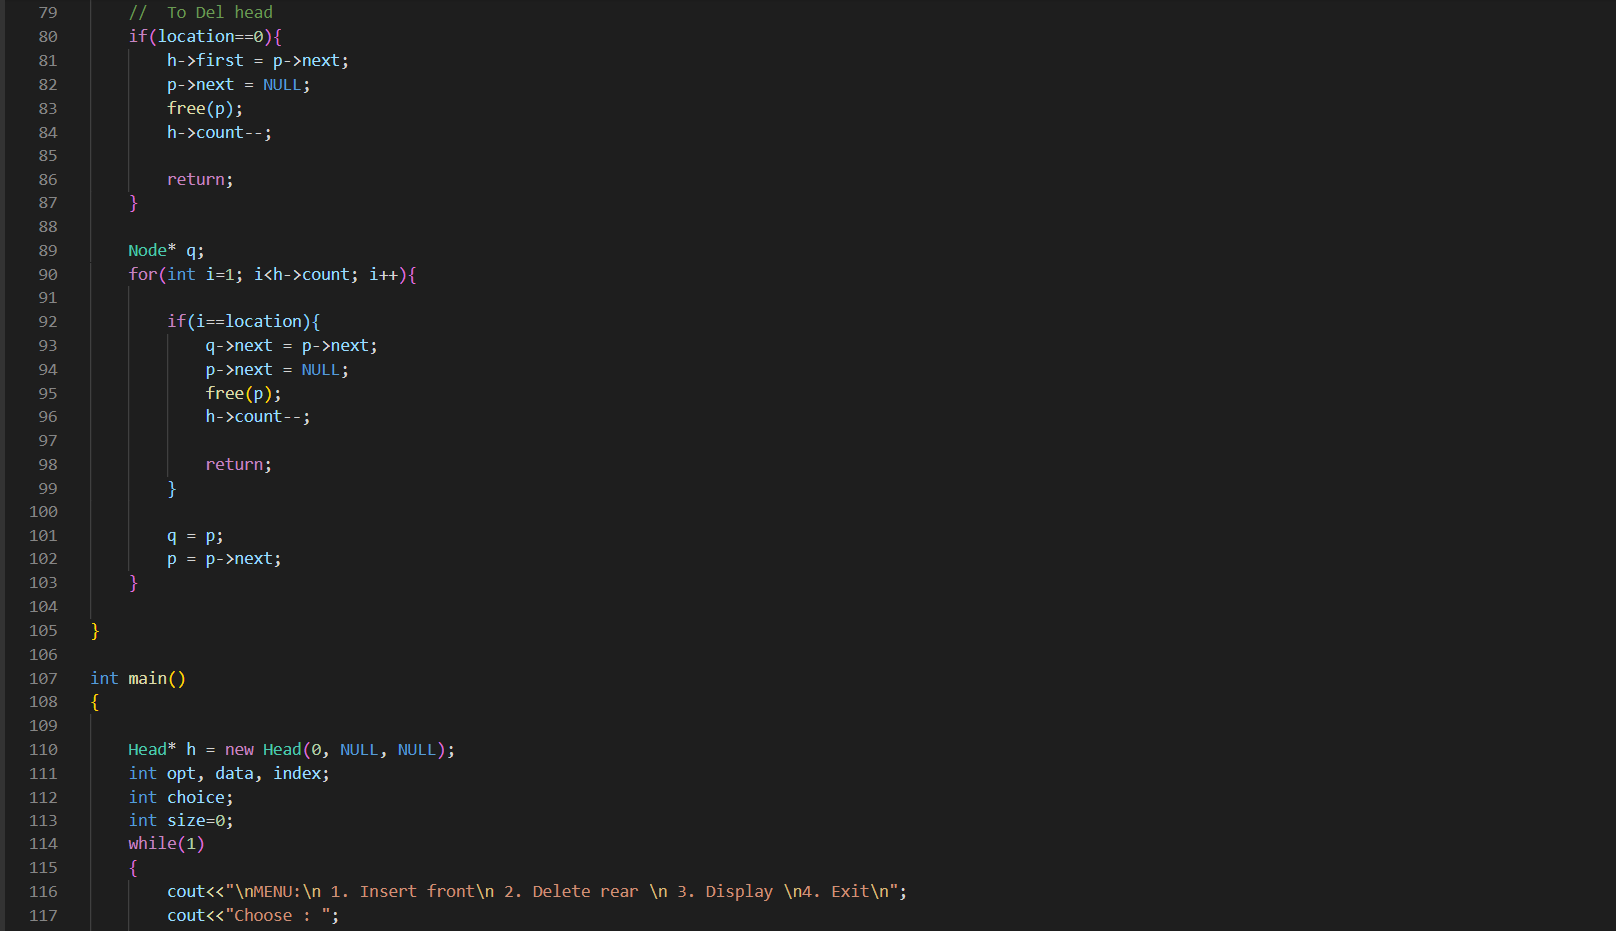 79 // To Del head
80 if(location==0){
81 h->first = p->next;
82 p->next = NULL;
83 free(p);
84 h->count--;
85
86 return;
87 }
88
89 Node* q;
90 for(int i=1; i<h->count; i++){
91
92 if(i==location){
93 q->next = p->next;
94 p->next = NULL;
95 free(p);
96 h->count--;
97
98 return;
99 }
100
101 q = p;
102 p = p->next;
103 }
104
105 }
106
107 int main()
108 {
109
110 Head* h = new Head(0, NULL, NULL);
111 int opt, data, index;
112 int choice;
113 int size=0;
114 while(1)
115 {
116 cout<<"\nMENU:\n 1. Insert front\n 2. Delete rear \n 3. Display \n4. Exit\n";
117 cout<<"Choose : ";